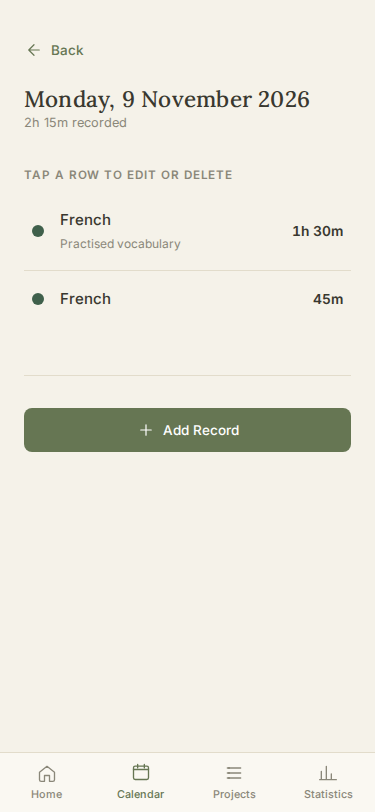 Back
Monday, 9 November 2026
2h 15m recorded
TAP A ROW TO EDIT OR DELETE
French
Practised vocabulary
1h 30m
French
45m
Add Record
Home
Calendar
Projects
Statistics